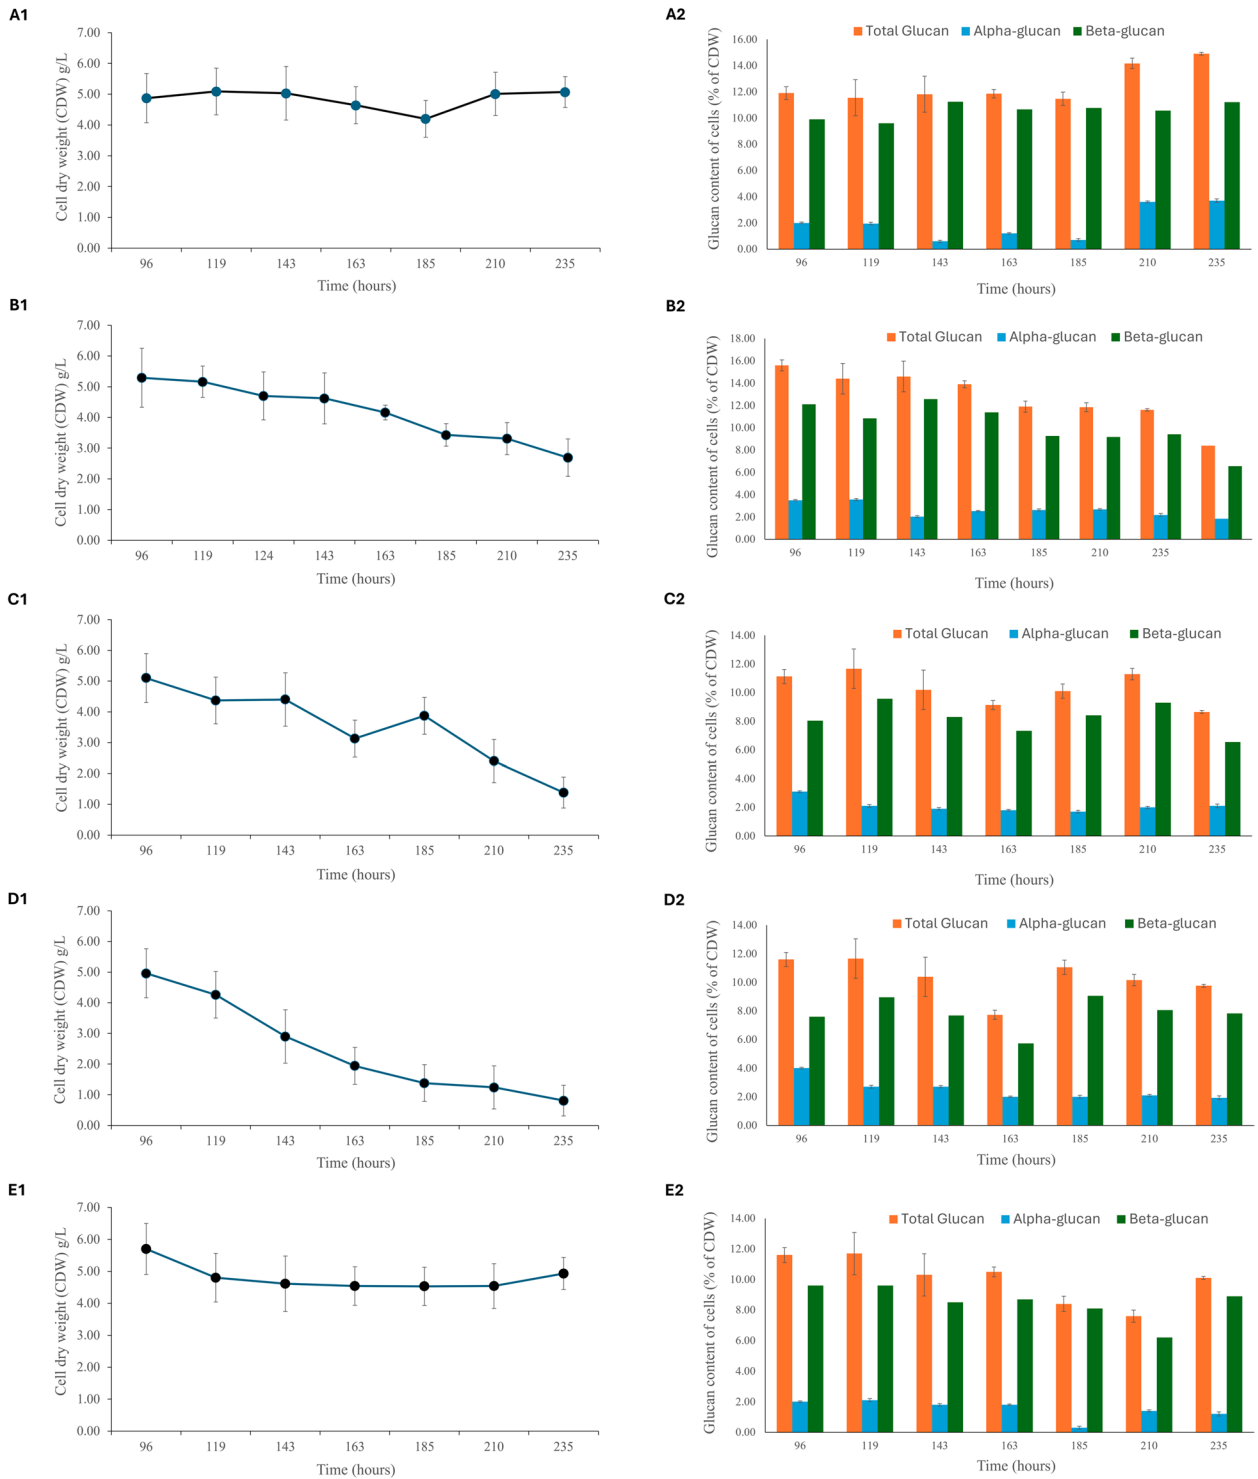 A1
7.00
6.00
5.00
4.00
3.00
2.00
1.00
0.00
Cell dry weight (CDW) g/L
96 119 143 163 185 210 235
Time (hours)
A2
Total Glucan Alpha-glucan Beta-glucan
16.00
14.00
12.00
10.00
8.00
6.00
4.00
2.00
0.00
Glucan content of cells (% of CDW)
96 119 143 163 185 210 235
Time (hours)
B1
7.00
6.00
5.00
4.00
3.00
2.00
1.00
0.00
Cell dry weight (CDW) g/L
96 119 124 143 163 185 210 235
Time (hours)
B2
Total Glucan Alpha-glucan Beta-glucan
18.00
16.00
14.00
12.00
10.00
8.00
6.00
4.00
2.00
0.00
Glucan content of cells (% of CDW)
96 119 143 163 185 210 235
Time (hours)
C1
7.00
6.00
5.00
4.00
3.00
2.00
1.00
0.00
Cell dry weight (CDW) g/L
96 119 143 163 185 210 235
Time (hours)
C2
Total Glucan Alpha-glucan Beta-glucan
14.00
12.00
10.00
8.00
6.00
4.00
2.00
0.00
Glucan content of cells (% of CDW)
96 119 143 163 185 210 235
Time (hours)
D1
7.00
6.00
5.00
4.00
3.00
2.00
1.00
0.00
Cell dry weight (CDW) g/L
96 119 143 163 185 210 235
Time (hours)
D2
Total Glucan Alpha-glucan Beta-glucan
14.00
12.00
10.00
8.00
6.00
4.00
2.00
0.00
Glucan content of cells (% of CDW)
96 119 143 163 185 210 235
Time (hours)
E1
7.00
6.00
5.00
4.00
3.00
2.00
1.00
0.00
Cell dry weight (CDW) g/L
96 119 143 163 185 210 235
Time (hours)
E2
Total Glucan Alpha-glucan Beta-glucan
14.00
12.00
10.00
8.00
6.00
4.00
2.00
0.00
Glucan content of cells (% of CDW)
96 119 143 163 185 210 235
Time (hours)